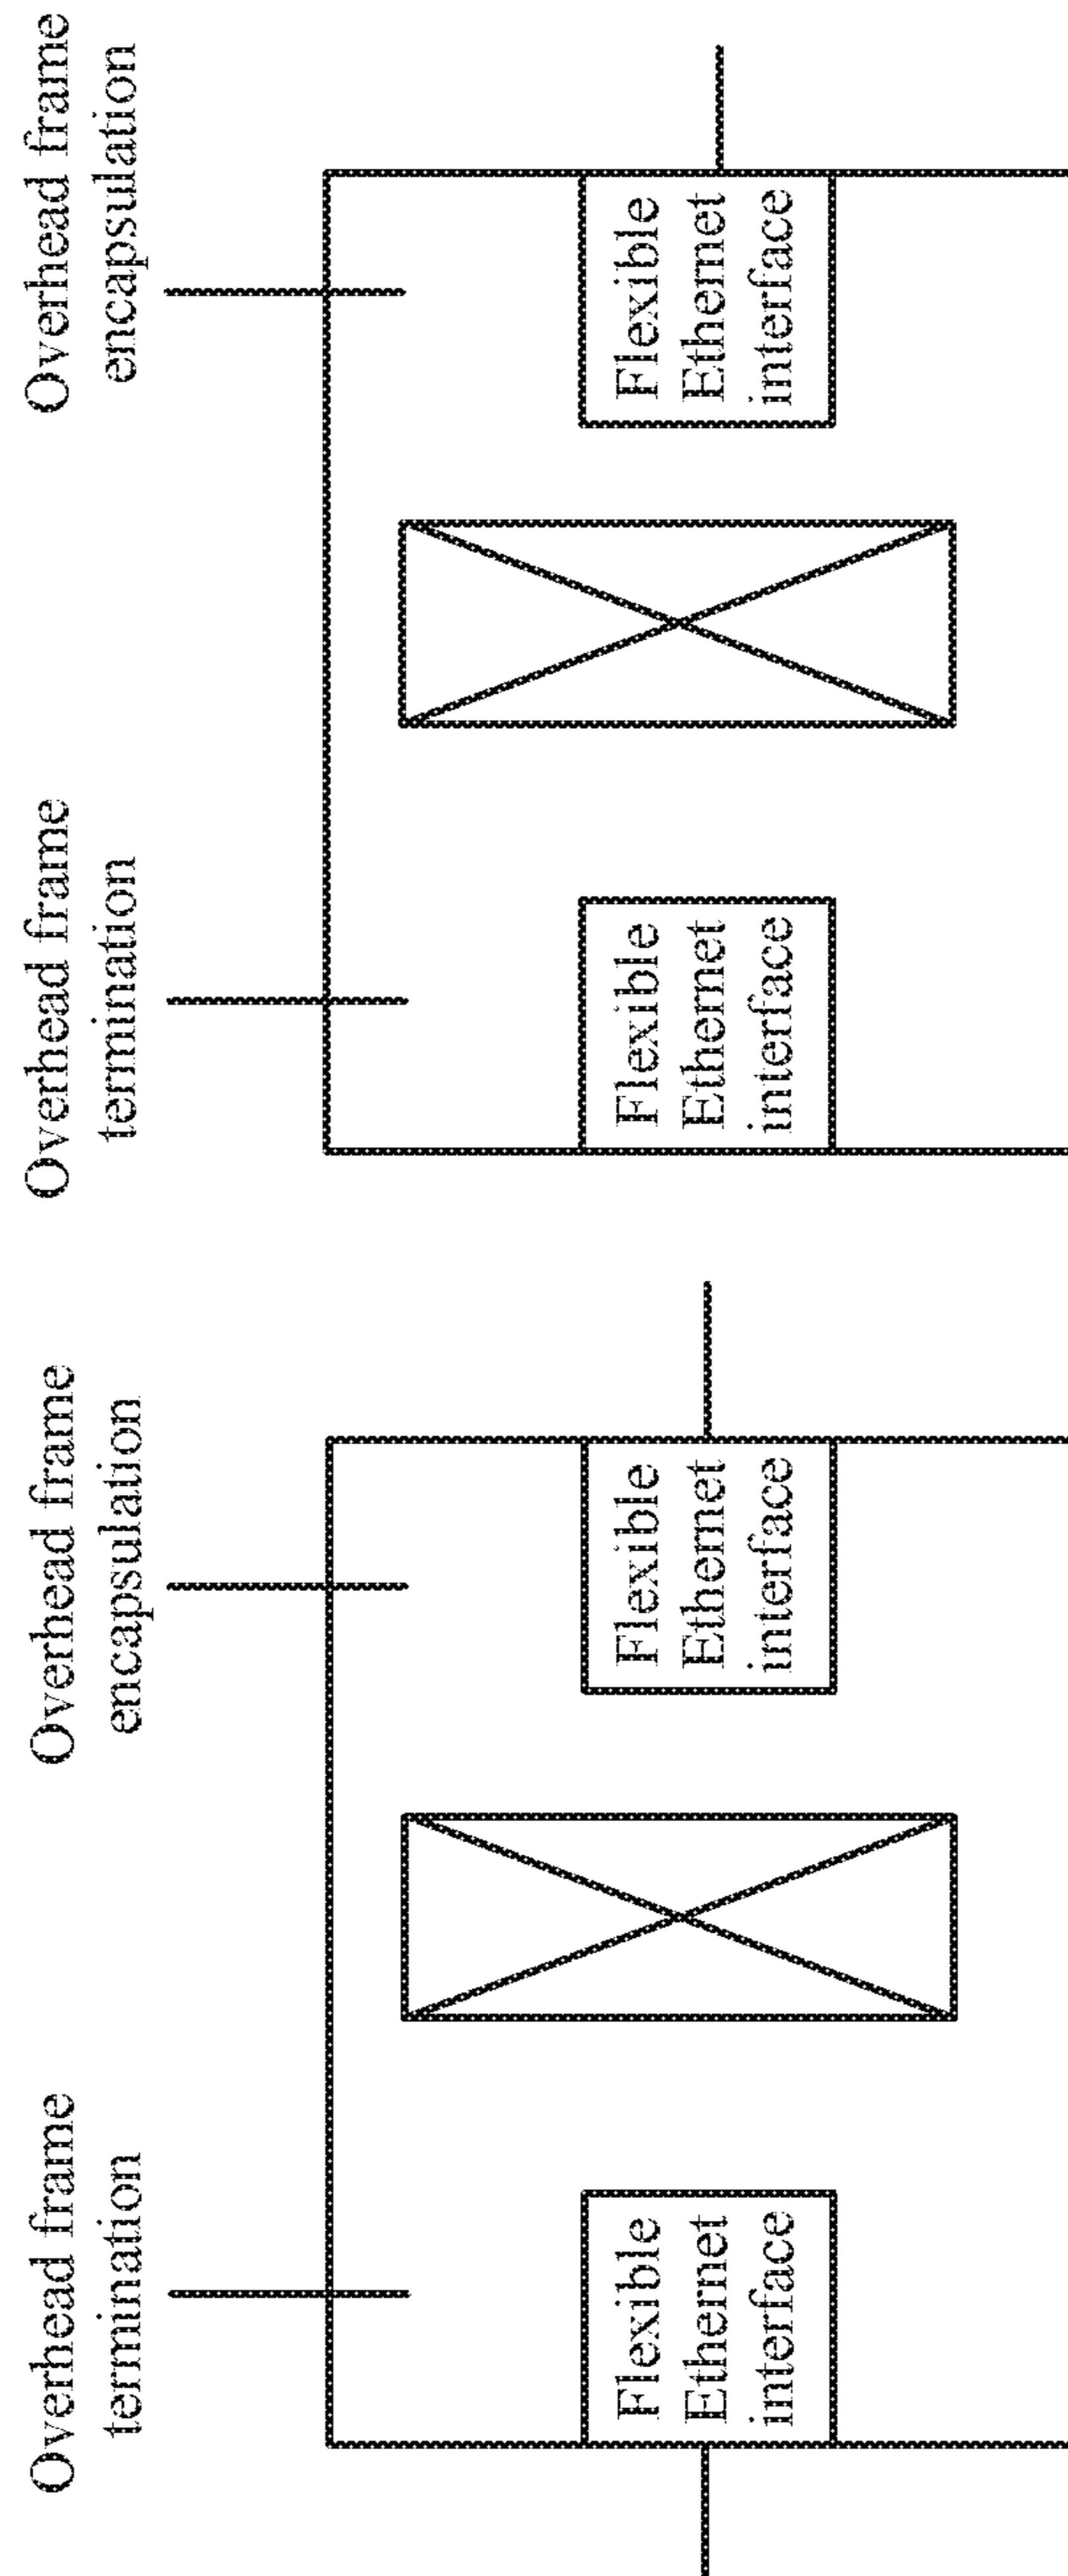 Overhead frame
termination
Overhead frame
encapsulation
Overhead frame
termination
Overhead frame
encapsulation
Flexible
Ethernet
interface
Flexible
Ethernet
interface
Flexible
Ethernet
interface
Flexible
Ethernet
interface